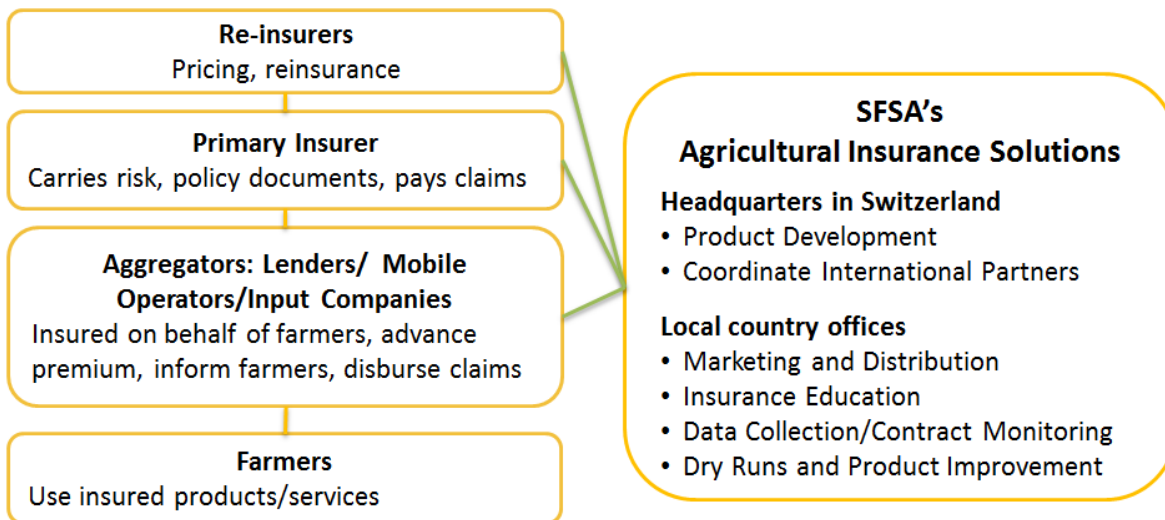 Re-insurers
Pricing, reinsurance
Primary Insurer
Carries risk, policy documents, pays claims
Aggregators: Lenders/ Mobile
Operators/Input Companies
Insured on behalf of farmers, advance
premium, inform farmers, disburse claims
Farmers
Use insured products/services
SFSA’s
Agricultural Insurance Solutions
Headquarters in Switzerland
• Product Development
• Coordinate International Partners
Local country offices
• Marketing and Distribution
• Insurance Education
• Data Collection/Contract Monitoring
• Dry Runs and Product Improvement